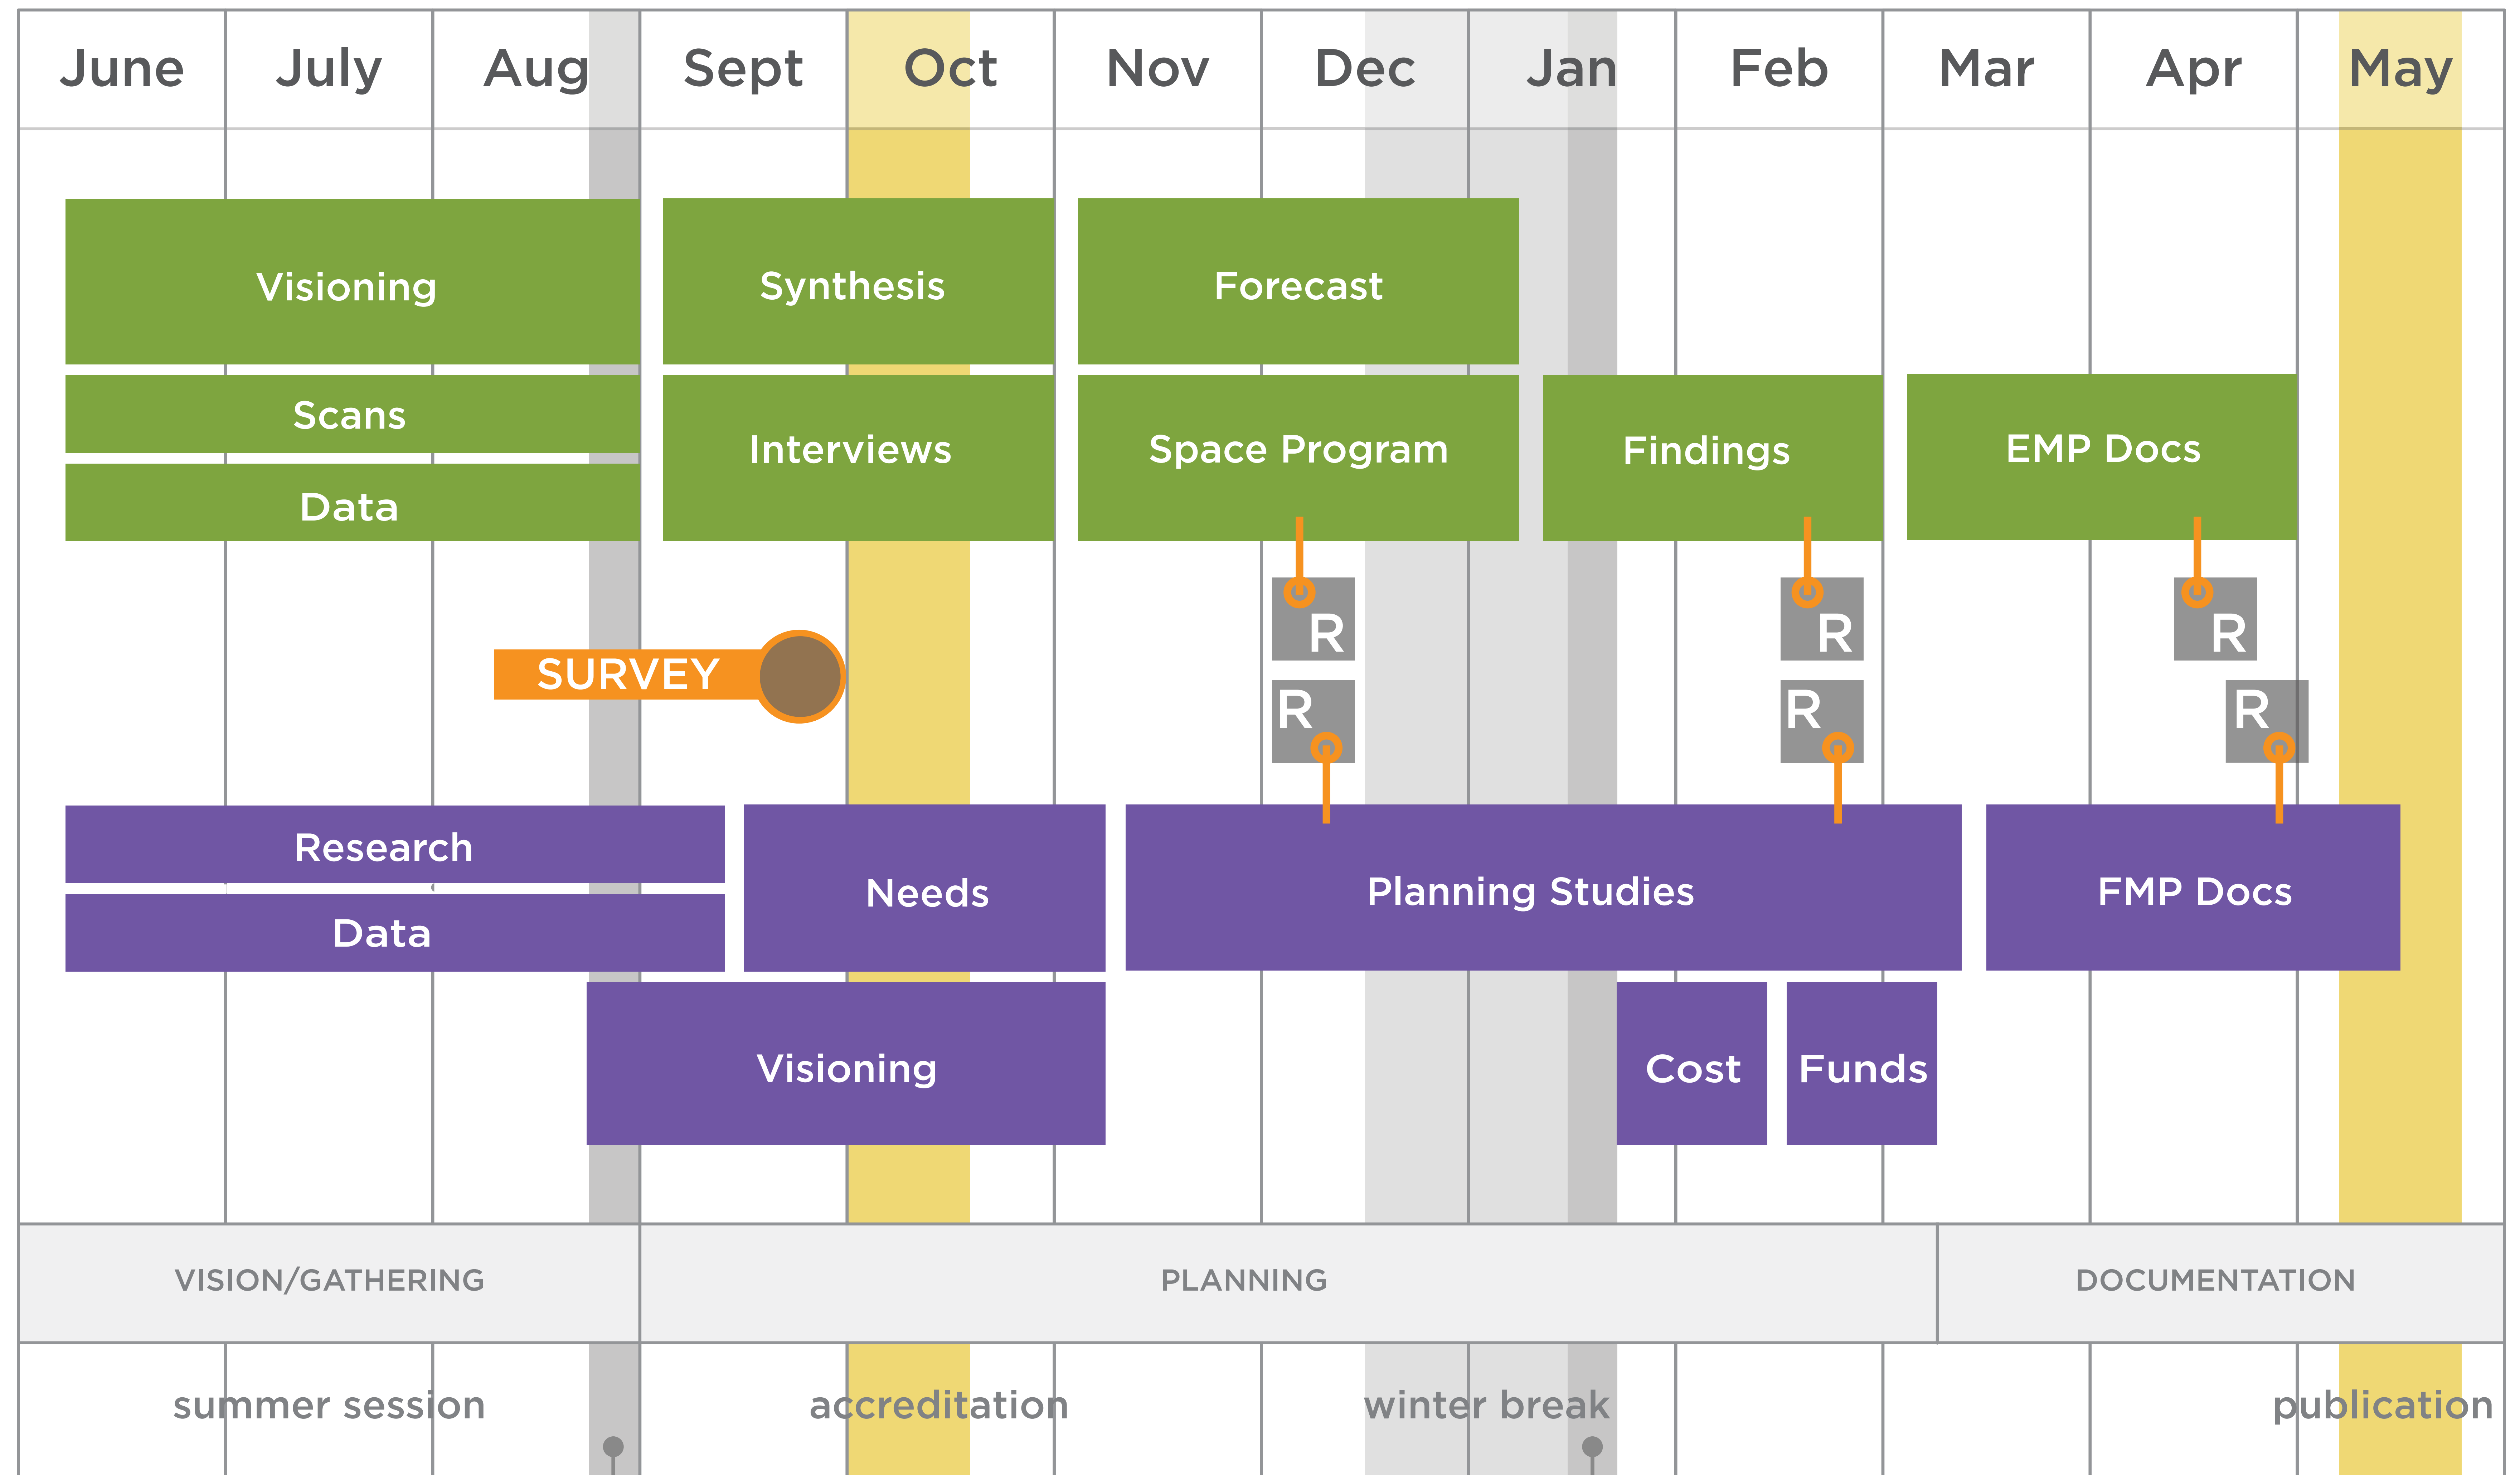 June July Aug Sept Oct Nov Dec Jan Feb Mar Apr May
Visioning Synthesis Forecast
Scans
Interviews Space Program Findings EMP Docs
Data
R R R
SURVEY
R R R
Research
Needs Planning Studies FMP Docs
Data
Visioning Cost Funds
VISION/GATHERING PLANNING DOCUMENTATION
summer session accreditation winter break publication